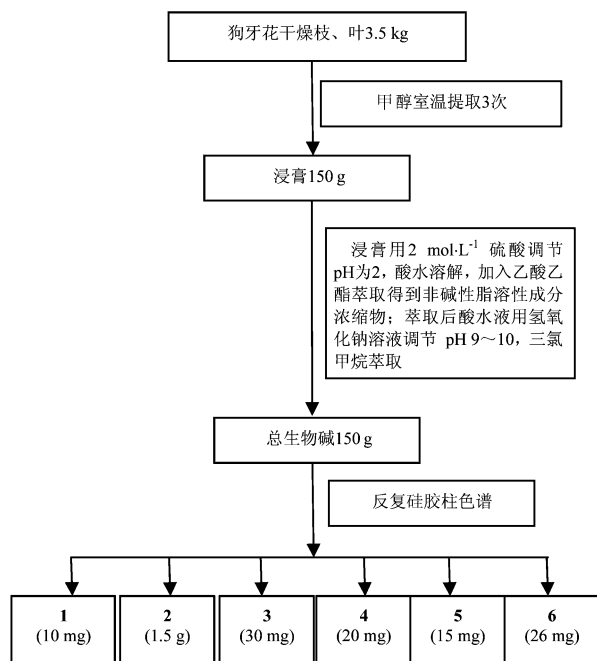 狗牙花干燥枝、叶3.5 kg
甲醇室温提取3次
浸膏150 g
浸膏用2 mol·L⁻¹ 硫酸调节
pH为2，酸水溶解，加入乙酸乙
酯萃取得到非碱性脂溶性成分
浓缩物；萃取后酸水液用氢氧
化钠溶液调节 pH 9～10，三氯
甲烷萃取
总生物碱150 g
反复硅胶柱色谱
1 2 3 4 5 6
(10 mg) (1.5 g) (30 mg) (20 mg) (15 mg) (26 mg)